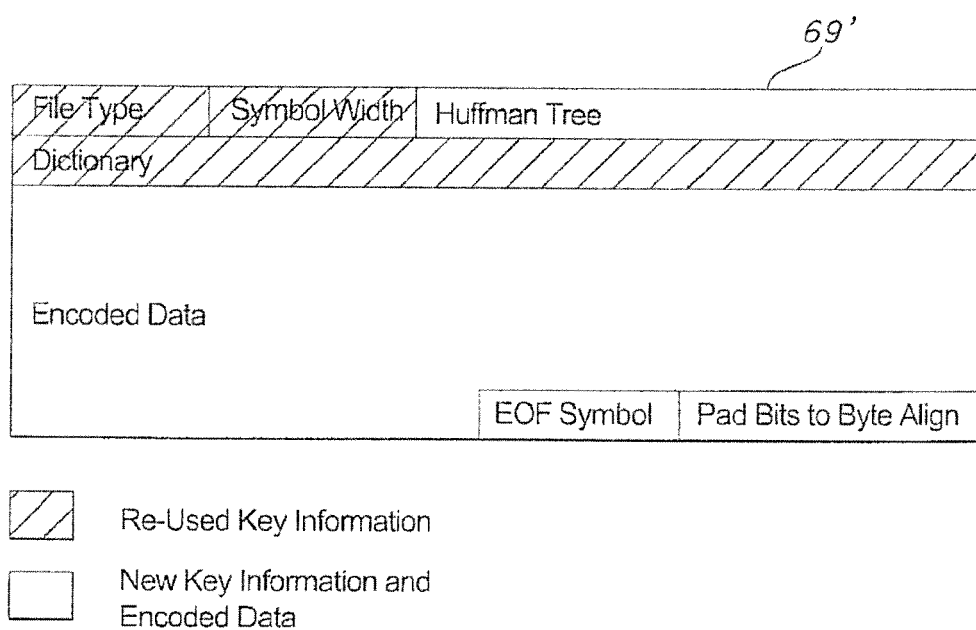 69'
File Type Symbol Width Huffman Tree
Dictionary
Encoded Data
EOF Symbol Pad Bits to Byte Align
Re-Used Key Information
New Key Information and
Encoded Data